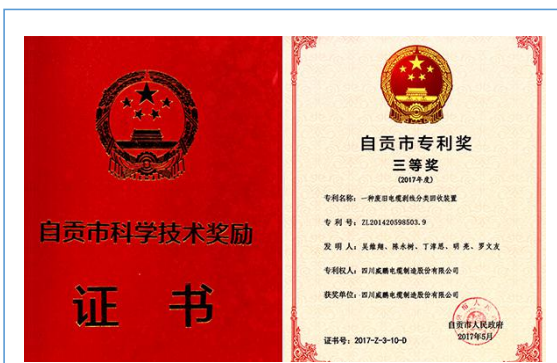 自贡市科学技术奖励
证书
自贡市专利奖
三等奖
(2017年度)
专利名称：一种废旧电缆剥线分类回收装置
专利号：ZL201420598503.9
发明人：吴维翔、陈水树、丁淳思、明亮、罗文友
专利权人：四川威鹏电缆制造股份有限公司
获奖单位：四川威鹏电缆制造股份有限公司
自贡市人民政府
2017年5月
证书号：2017-Z-3-10-D